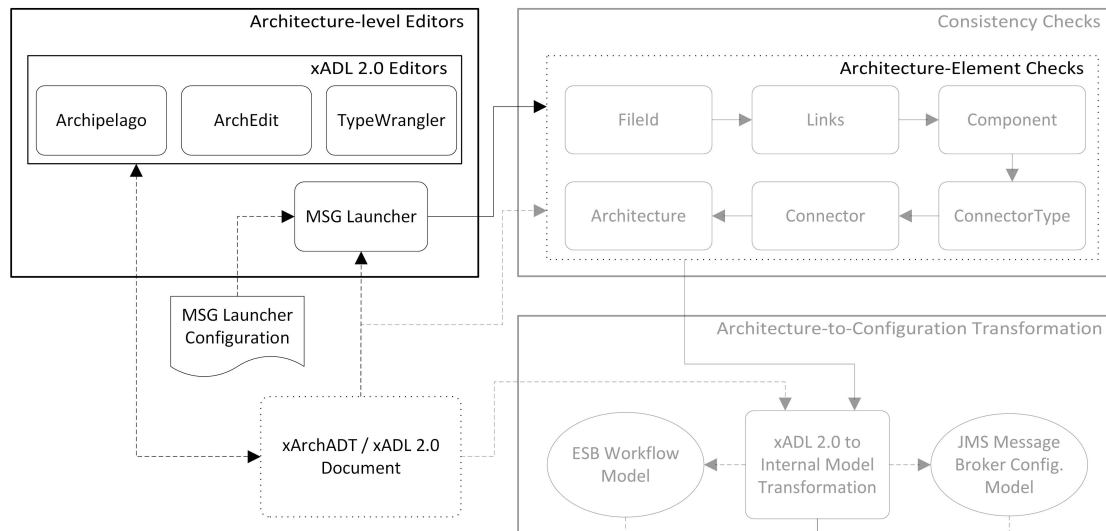 Architecture-level Editors
xADL 2.0 Editors
Archipelago
ArchEdit
TypeWrangler
MSG Launcher
MSG Launcher
Configuration
xArchADT / xADL 2.0
Document
Consistency Checks
Architecture-Element Checks
FileId
Links
Component
Architecture
Connector
ConnectorType
Architecture-to-Configuration Transformation
ESB Workflow
Model
xADL 2.0 to
Internal Model
Transformation
JMS Message
Broker Config.
Model